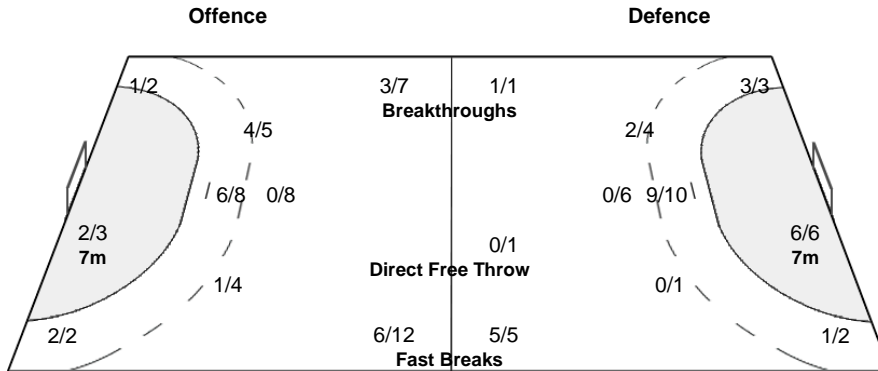 Offence Defence
1/2 3/7 1/1 3/3
Breakthroughs
4/5 2/4
6/8 0/8 0/6 9/10
2/3 0/1 6/6
7m Direct Free Throw 7m
1/4 0/1
2/2 6/12 5/5 1/2
Fast Breaks